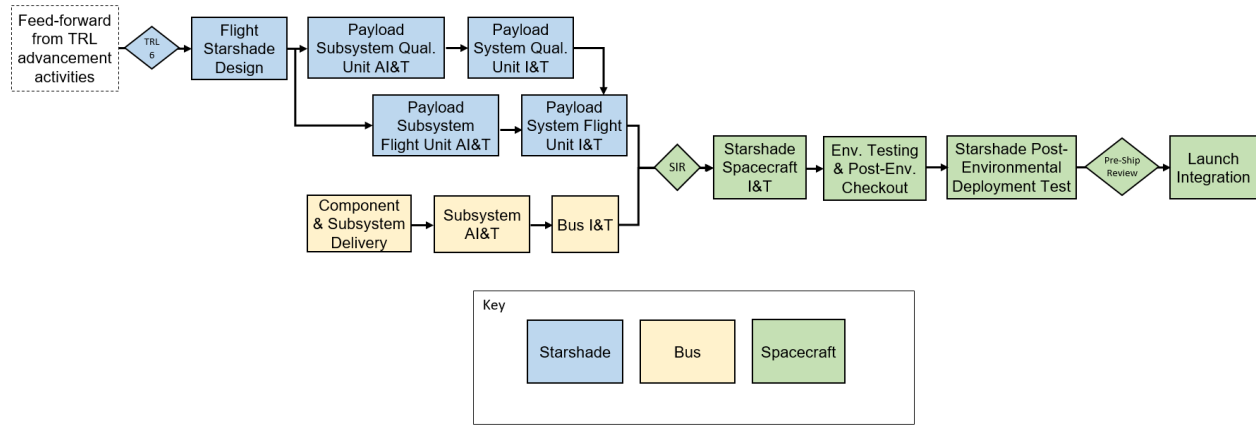 Feed-forward
from TRL
advancement
activities
TRL
6
Flight
Starshade
Design
Payload
Subsystem Qual.
Unit AI&T
Payload
System Qual.
Unit I&T
Payload
Subsystem
Flight Unit AI&T
Payload
System Flight
Unit I&T
Component
& Subsystem
Delivery
Subsystem
AI&T
Bus I&T
SIR
Starshade
Spacecraft
I&T
Env. Testing
& Post-Env.
Checkout
Starshade Post-
Environmental
Deployment Test
Pre-Ship
Review
Launch
Integration
Key
Starshade
Bus
Spacecraft